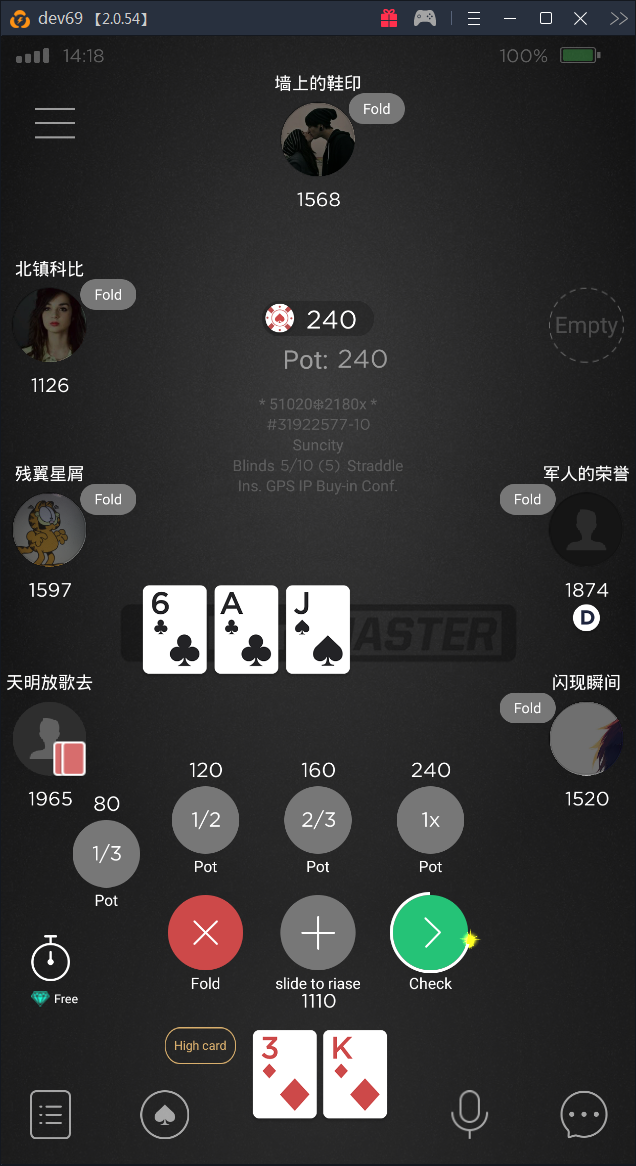 dev69 【2.0.54】
14:18
100%
墙上的鞋印
Fold
1568
北镇科比
Fold
1126
240
Pot: 240
Empty
* 51020❄2180x *
#31922577-10
Suncity
Blinds 5/10 (5) Straddle
Ins. GPS IP Buy-in Conf.
残翼星屑
Fold
1597
军人的荣誉
Fold
1874
D
6
A
J
ASTER
天明放歌去
1965
闪现瞬间
Fold
1520
80
1/3
Pot
120
1/2
Pot
160
2/3
Pot
240
1x
Pot
Fold
slide to riase
1110
Check
Free
High card
3
K